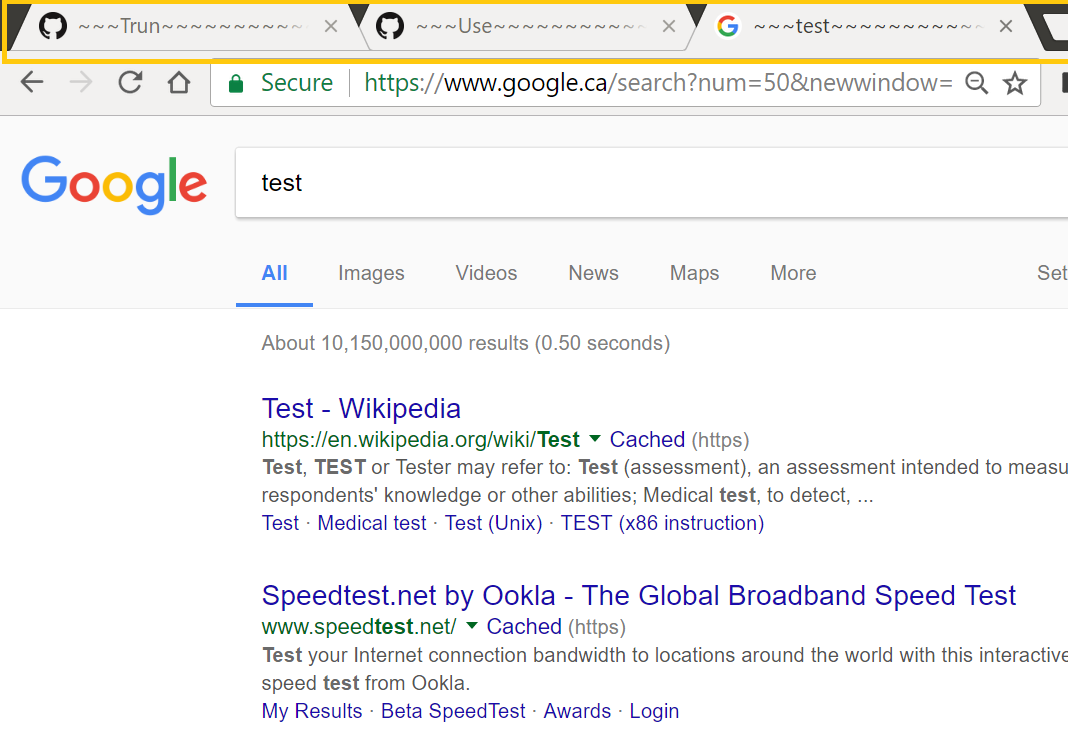 ~~~Trun~~~~~~~~~~~ ~~~Use~~~~~~~~~~~ ~~~test~~~~~~~~~~~
Secure https://www.google.ca/search?num=50&newwindow=
Google test
All Images Videos News Maps More Set
About 10,150,000,000 results (0.50 seconds)
Test - Wikipedia
https://en.wikipedia.org/wiki/Test Cached (https)
Test, TEST or Tester may refer to: Test (assessment), an assessment intended to measu
respondents' knowledge or other abilities; Medical test, to detect, ...
Test · Medical test · Test (Unix) · TEST (x86 instruction)
Speedtest.net by Ookla - The Global Broadband Speed Test
www.speedtest.net/ Cached (https)
Test your Internet connection bandwidth to locations around the world with this interactive
speed test from Ookla.
My Results · Beta SpeedTest · Awards · Login